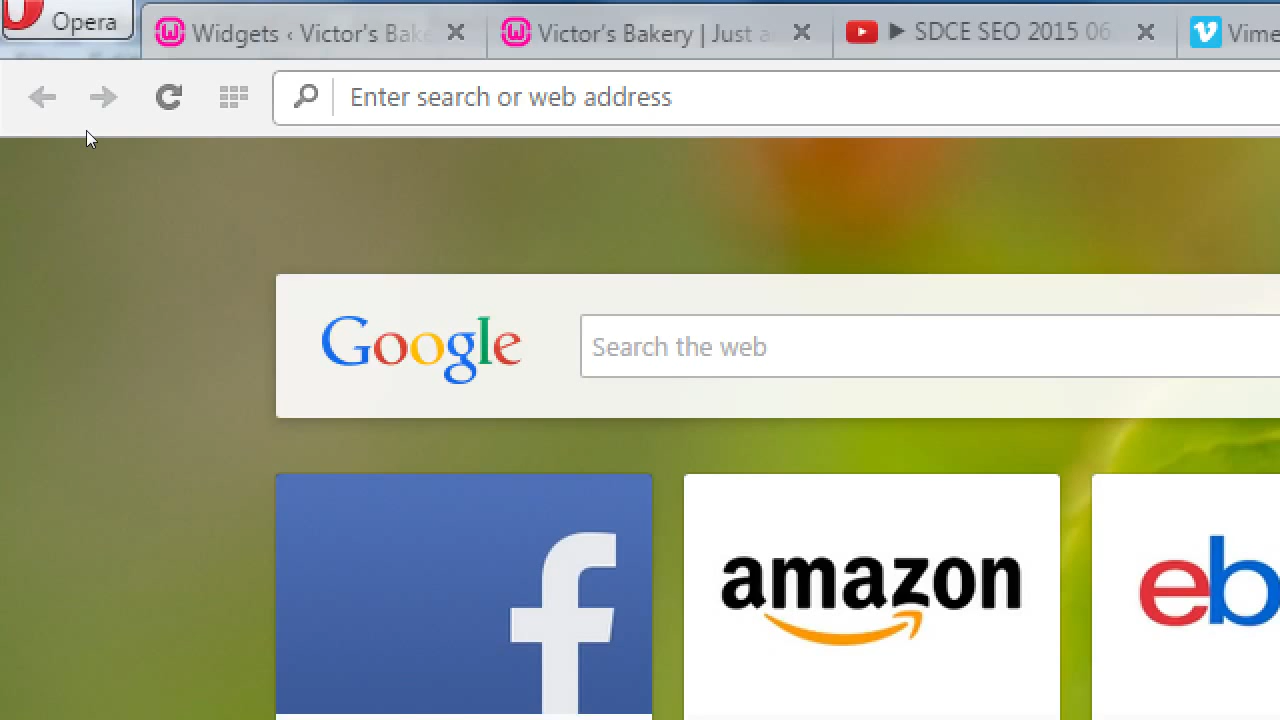 Opera
Widgets ‹ Victor's Bake
Victor's Bakery | Just a
▶ SDCE SEO 2015 06
Vime
Enter search or web address
Google
Search the web
f
amazon
eb